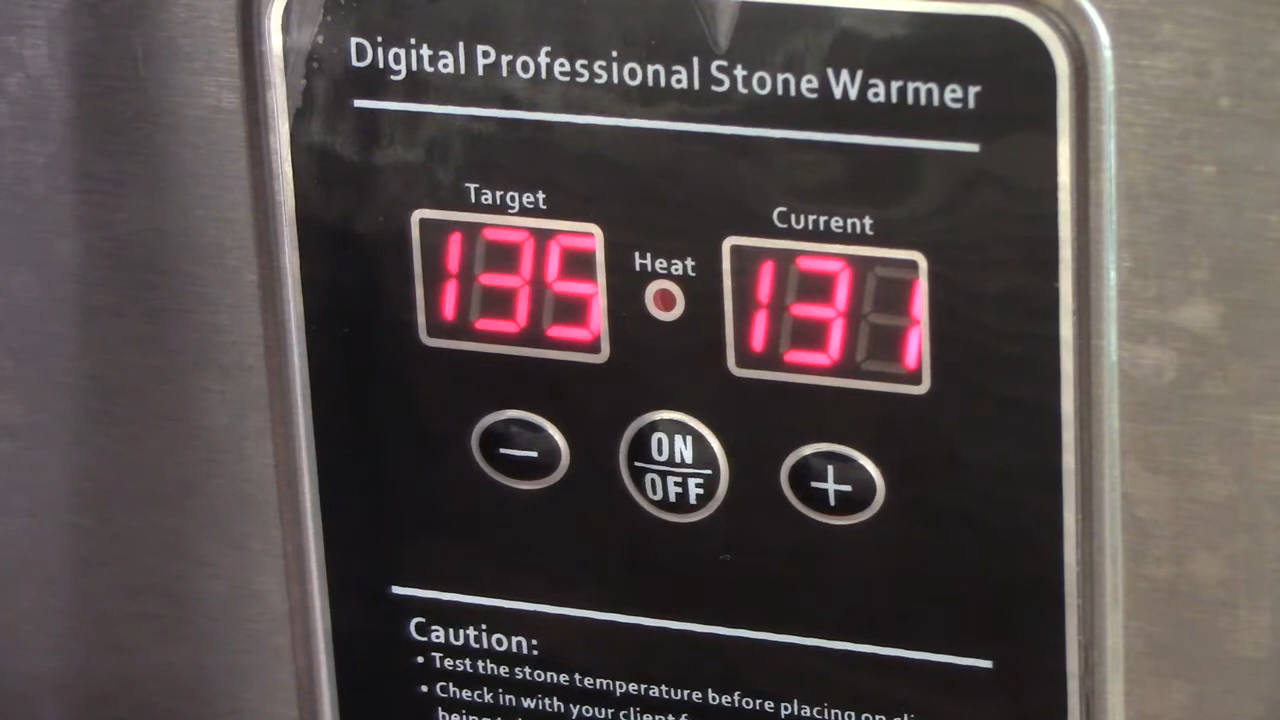 Digital Professional Stone Warmer
Target
Current
135
Heat
131
−
ON
OFF
+
Caution:
• Test the stone temperature before placing on
• Check in with your client